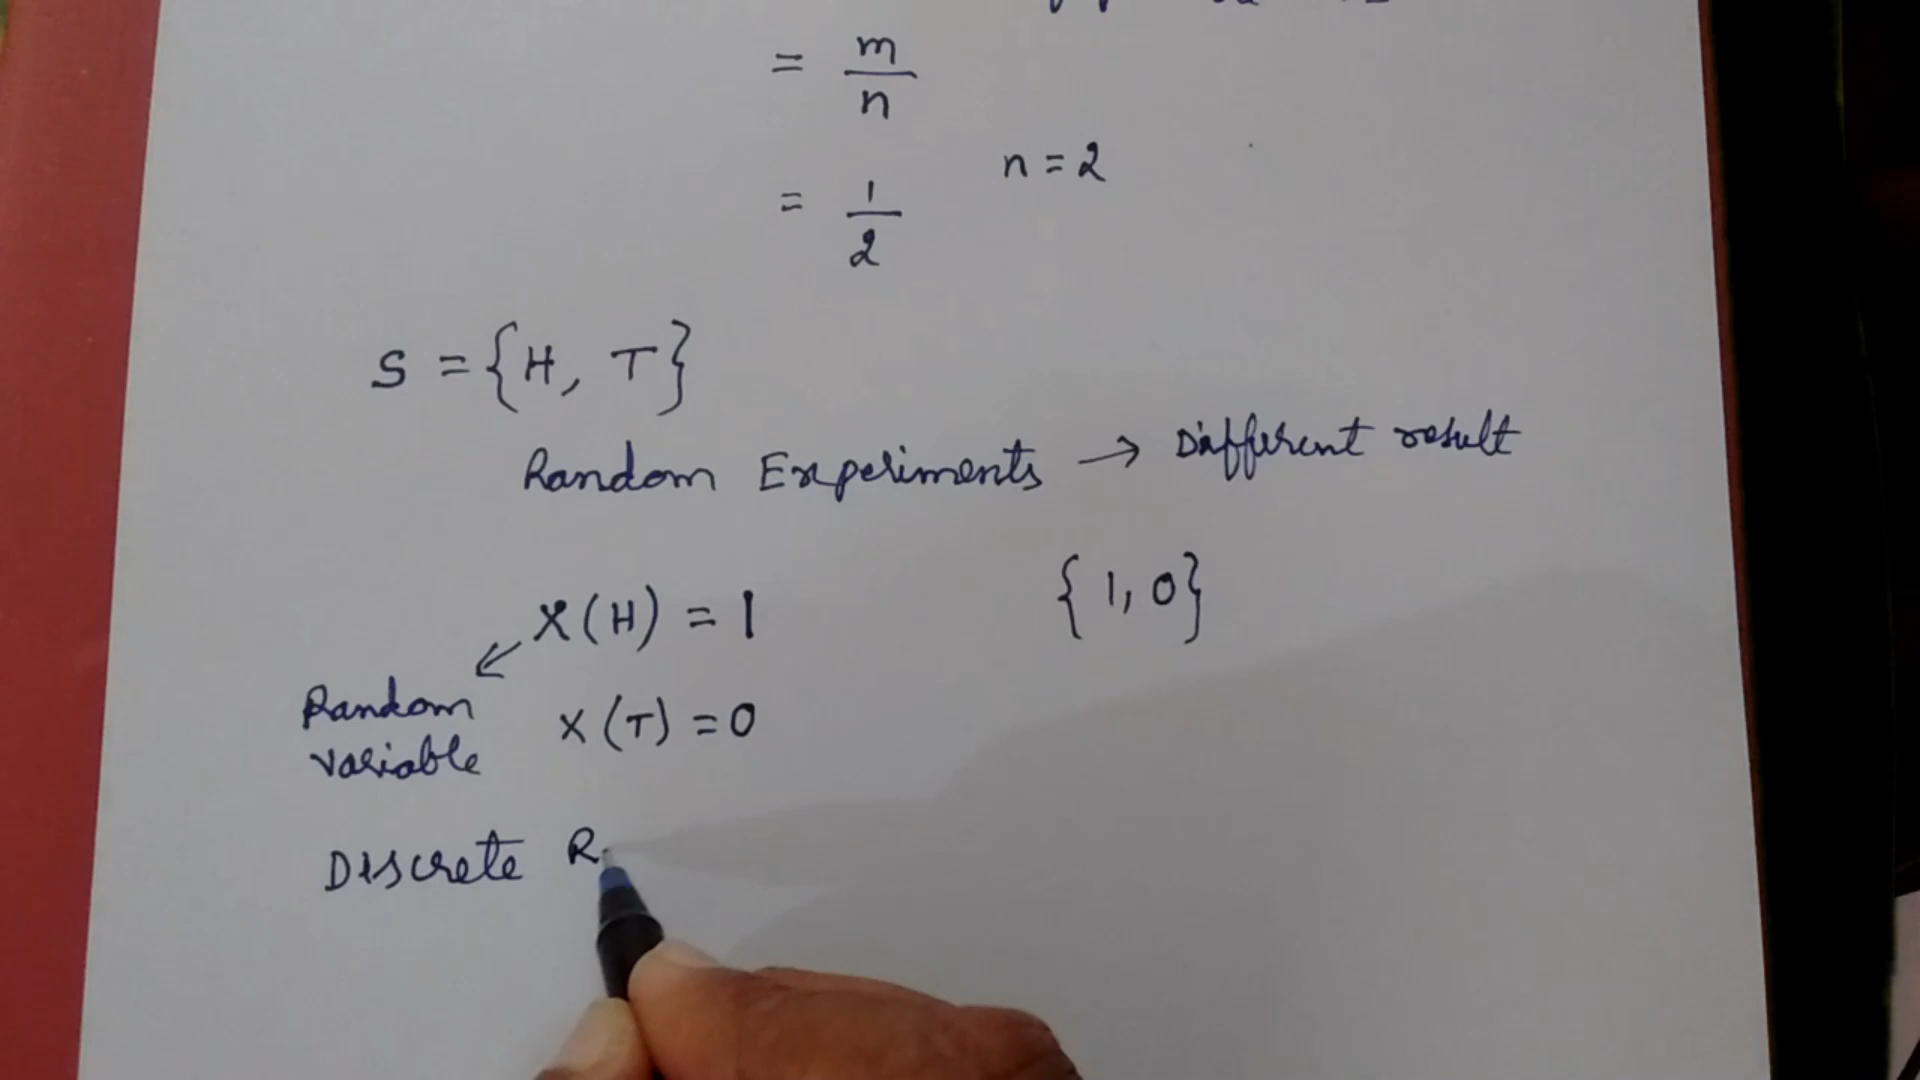 = m/n
n = 2
= 1/2
S = {H, T}
Random Experiments → Different result
X(H) = 1 {1, 0}
Random
variable X(T) = 0
Discrete R